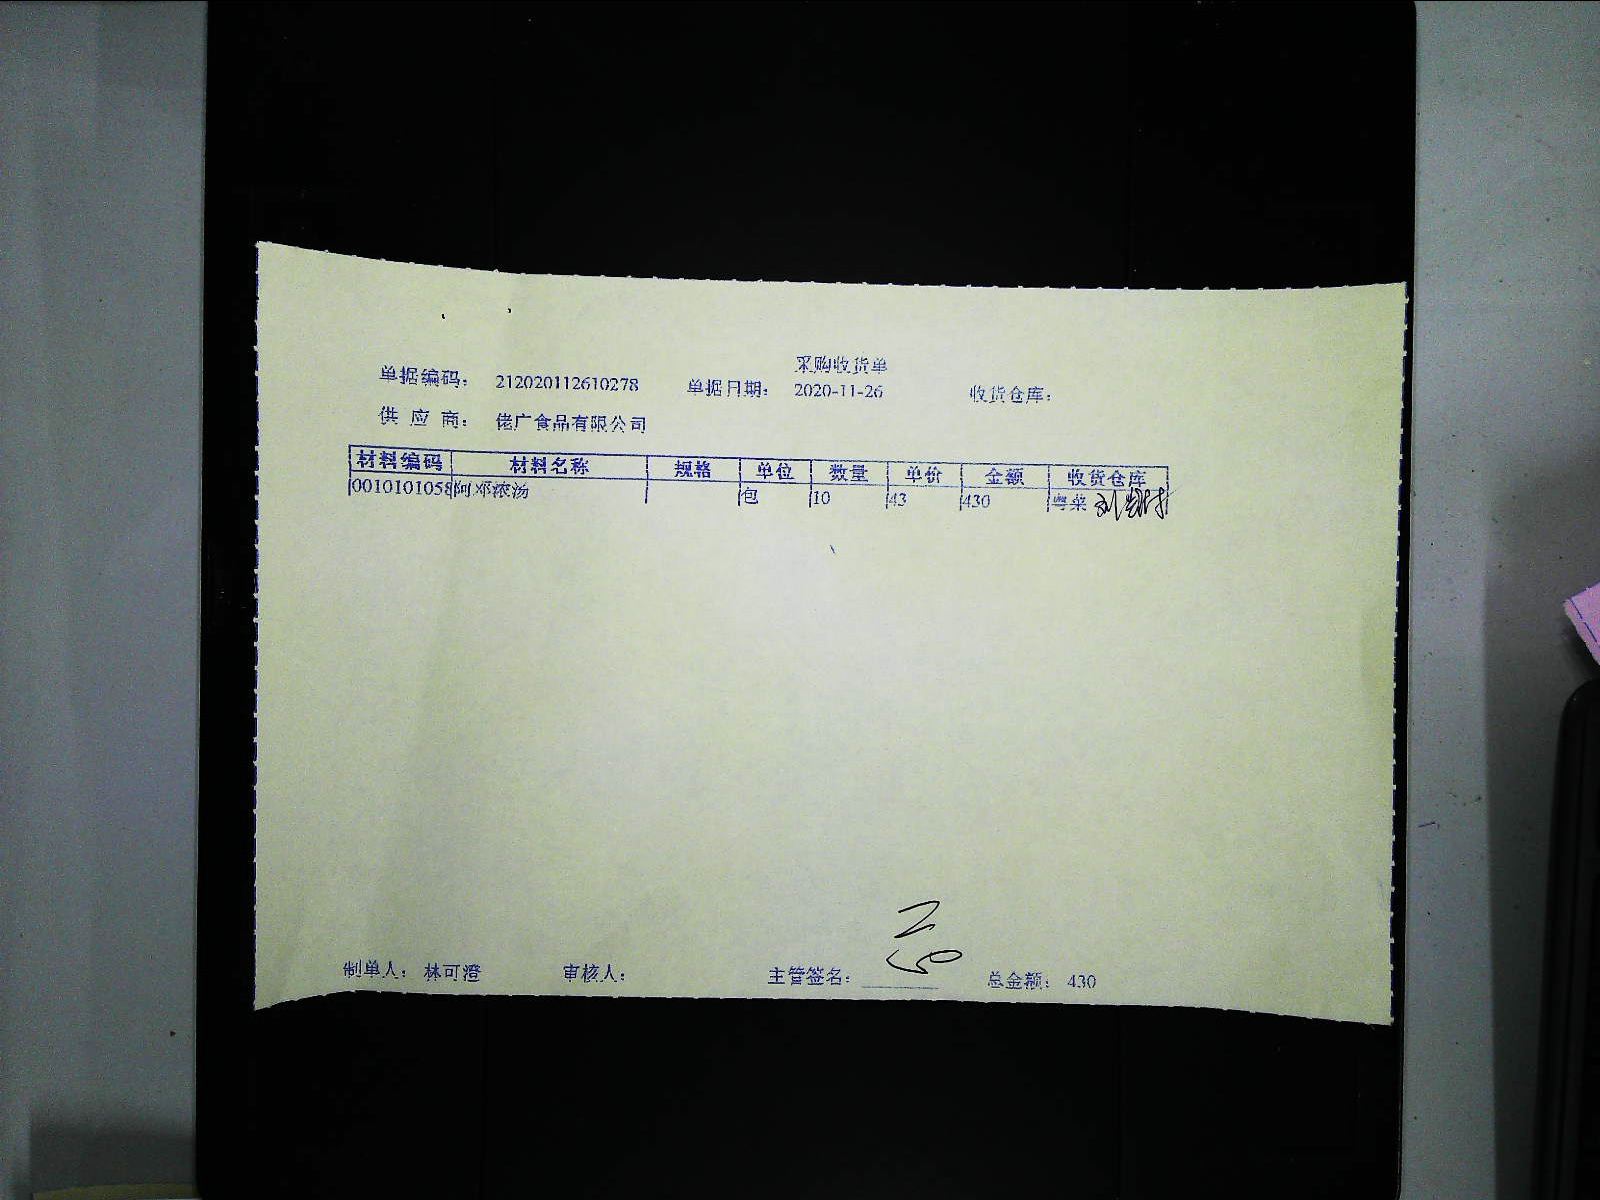 采购收货单
单据编码： 212020112610278 单据日期： 2020-11-26 收货仓库：
供 应 商： 佬广食品有限公司
材料编码 材料名称 规格 单位 数量 单价 金额 收货仓库
0010101058 阿邓浓汤 包 10 43 430 粤菜
制单人： 林可澄 审核人： 主管签名： 总金额： 430